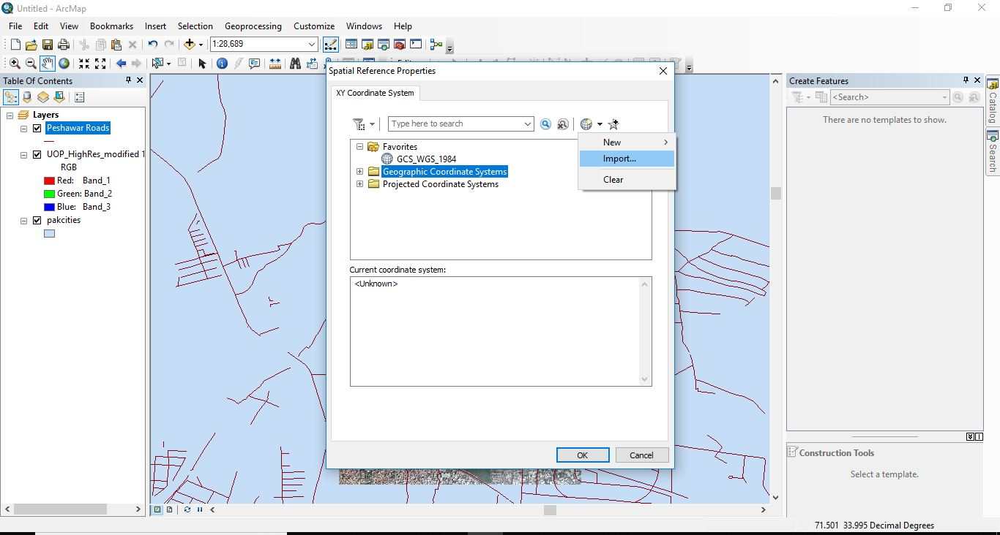 Untitled - ArcMap
File Edit View Bookmarks Insert Selection Geoprocessing Customize Windows Help
1:28,689
Table Of Contents
Layers
Peshawar Roads
UOP_HighRes_modified 1
RGB
Red: Band_1
Green: Band_2
Blue: Band_3
pakcities
Spatial Reference Properties
XY Coordinate System
Type here to search
New
Import...
Clear
Favorites
GCS_WGS_1984
Geographic Coordinate Systems
Projected Coordinate Systems
Current coordinate system:
<Unknown>
OK Cancel
Create Features
<Search>
There are no templates to show.
Construction Tools
Select a template.
Catalog
Search
71.501 33.995 Decimal Degrees